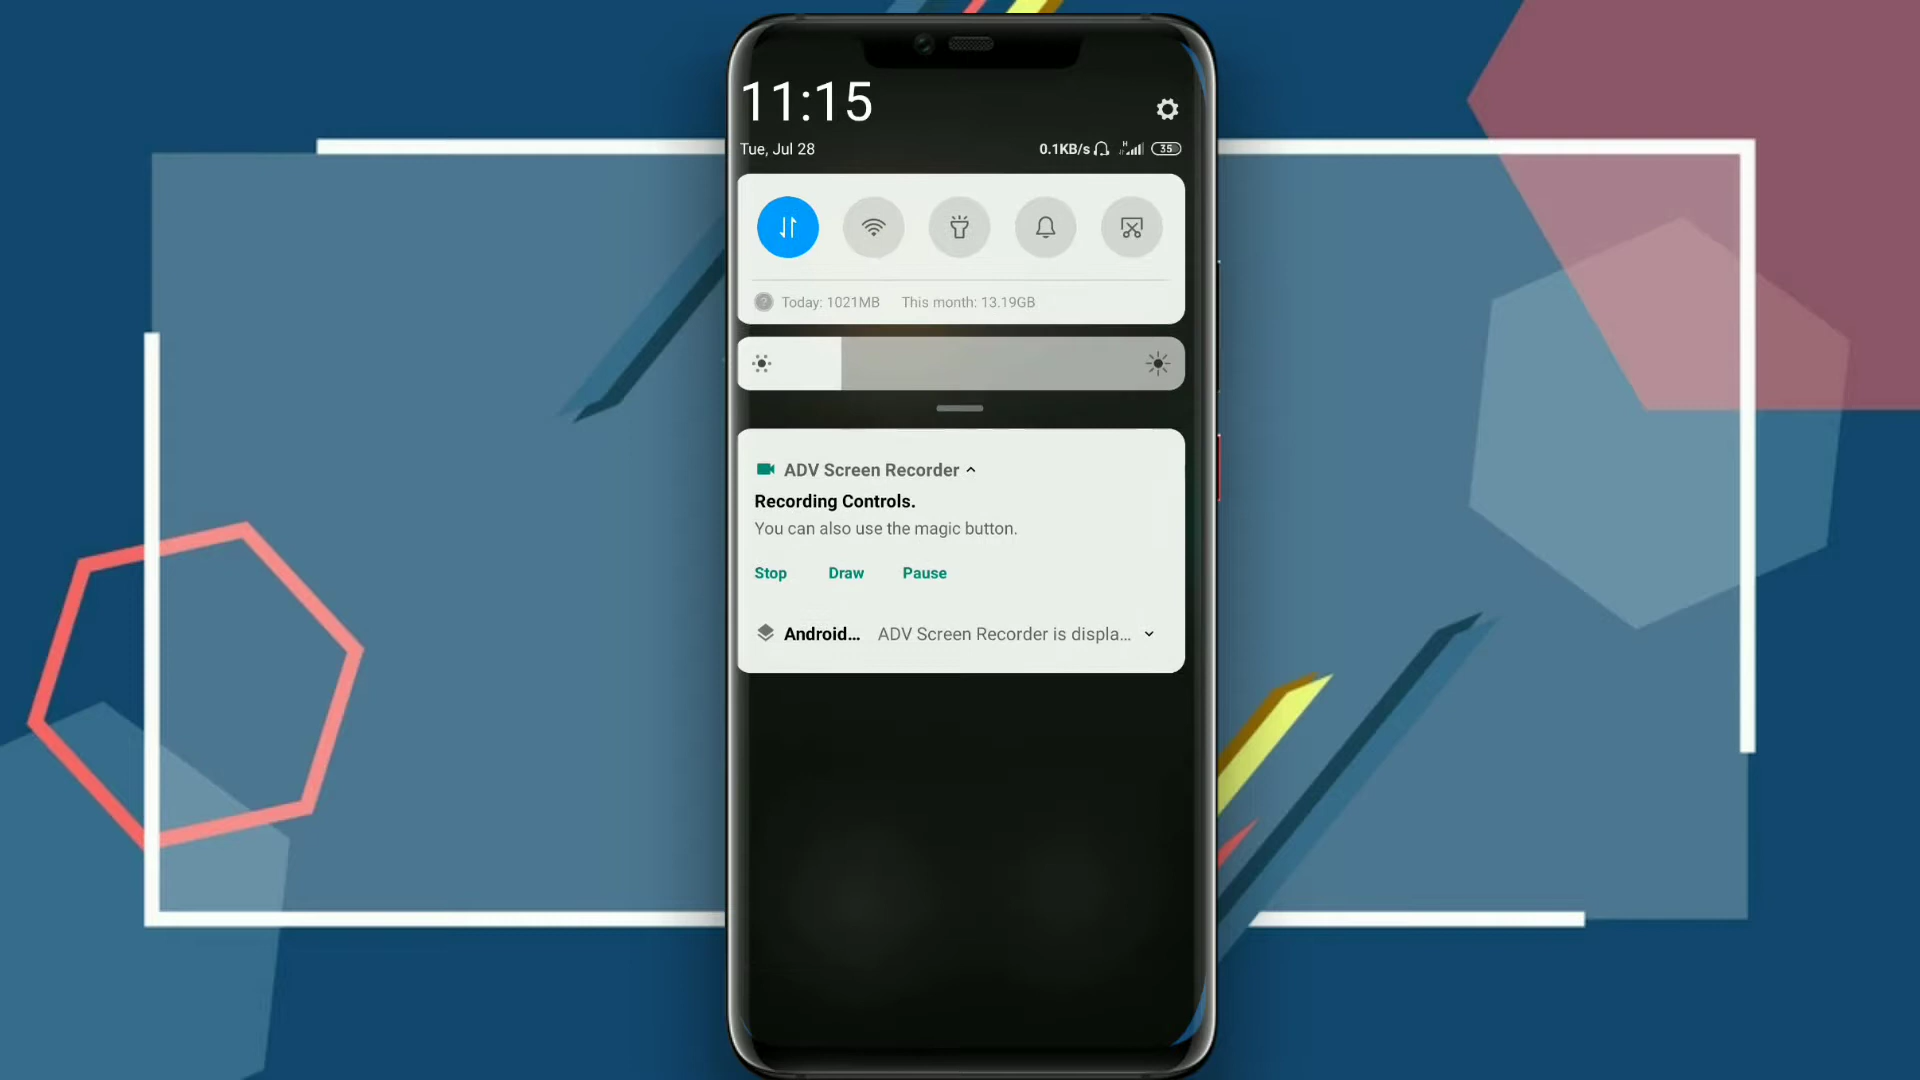 11:15
Tue, Jul 28
0.1KB/s H 35
Today: 1021MB This month: 13.19GB
ADV Screen Recorder
Recording Controls.
You can also use the magic button.
Stop Draw Pause
Android... ADV Screen Recorder is displa...